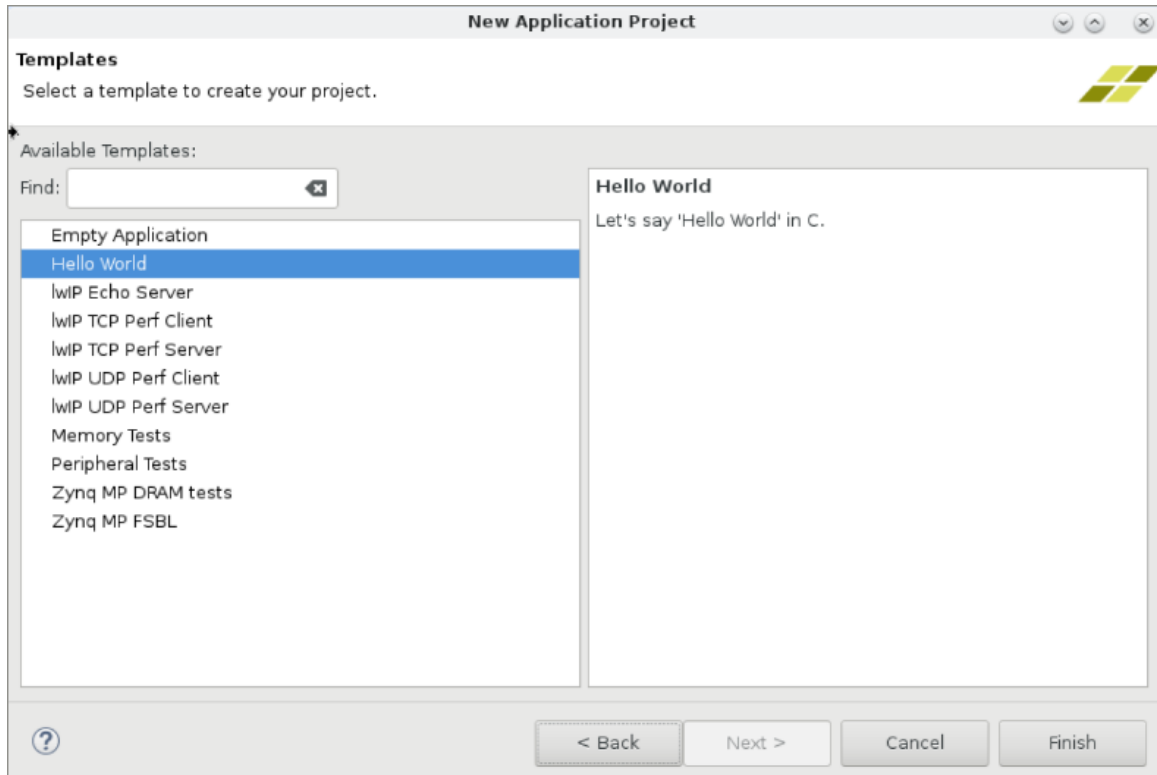 New Application Project
Templates
Select a template to create your project.
Available Templates:
Find:
Empty Application
Hello World
lwIP Echo Server
lwIP TCP Perf Client
lwIP TCP Perf Server
lwIP UDP Perf Client
lwIP UDP Perf Server
Memory Tests
Peripheral Tests
Zynq MP DRAM tests
Zynq MP FSBL
Hello World
Let's say 'Hello World' in C.
?
< Back
Next >
Cancel
Finish